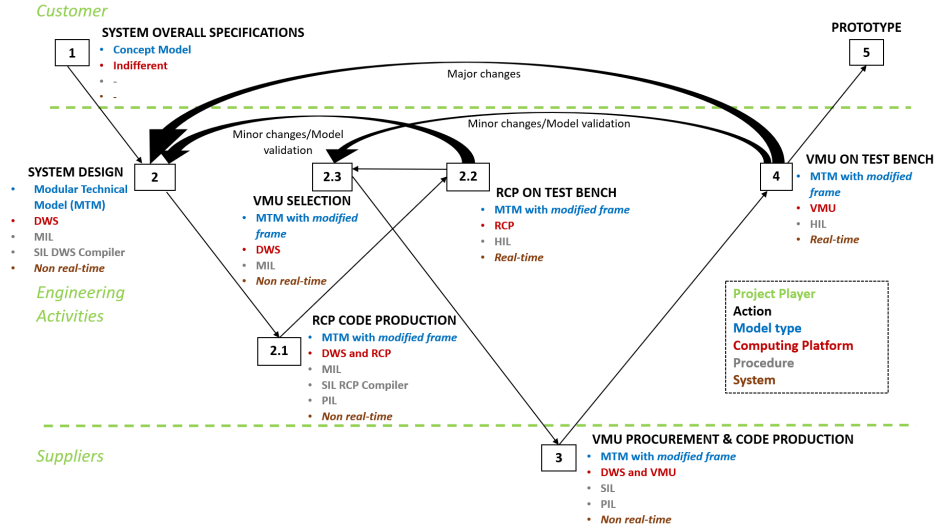 Customer
SYSTEM OVERALL SPECIFICATIONS
1
• Concept Model
• Indifferent
• -
• -
PROTOTYPE
5
Major changes
Minor changes/Model
validation
Minor changes/Model validation
SYSTEM DESIGN
2
• Modular Technical
Model (MTM)
• DWS
• MIL
• SIL DWS Compiler
• Non real-time
2.3
VMU SELECTION
• MTM with modified
frame
• DWS
• MIL
• Non real-time
2.2
RCP ON TEST BENCH
• MTM with modified frame
• RCP
• HIL
• Real-time
4
VMU ON TEST BENCH
• MTM with modified
frame
• VMU
• HIL
• Real-time
Engineering
Activities
2.1
RCP CODE PRODUCTION
• MTM with modified frame
• DWS and RCP
• MIL
• SIL RCP Compiler
• PIL
• Non real-time
Project Player
Action
Model type
Computing Platform
Procedure
System
Suppliers
3
VMU PROCUREMENT & CODE PRODUCTION
• MTM with modified frame
• DWS and VMU
• SIL
• PIL
• Non real-time